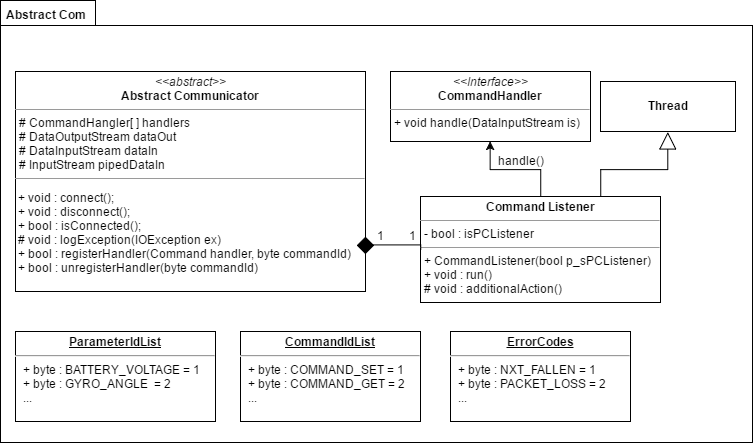 Abstract Com
<<abstract>>
Abstract Communicator
# CommandHangler[ ] handlers
# DataOutputStream dataOut
# DataInputStream dataIn
# InputStream pipedDataIn
+ void : connect();
+ void : disconnect();
+ bool : isConnected();
# void : logException(IOException ex)
+ bool : registerHandler(Command handler, byte commandId)
+ bool : unregisterHandler(byte commandId)
<<Interface>>
CommandHandler
+ void handle(DataInputStream is)
Thread
handle()
1
1
Command Listener
- bool : isPCListener
+ CommandListener(bool p_sPCListener)
+ void : run()
# void : additionalAction()
ParameterIdList
+ byte : BATTERY_VOLTAGE = 1
+ byte : GYRO_ANGLE = 2
...
CommandIdList
+ byte : COMMAND_SET = 1
+ byte : COMMAND_GET = 2
...
ErrorCodes
+ byte : NXT_FALLEN = 1
+ byte : PACKET_LOSS = 2
...